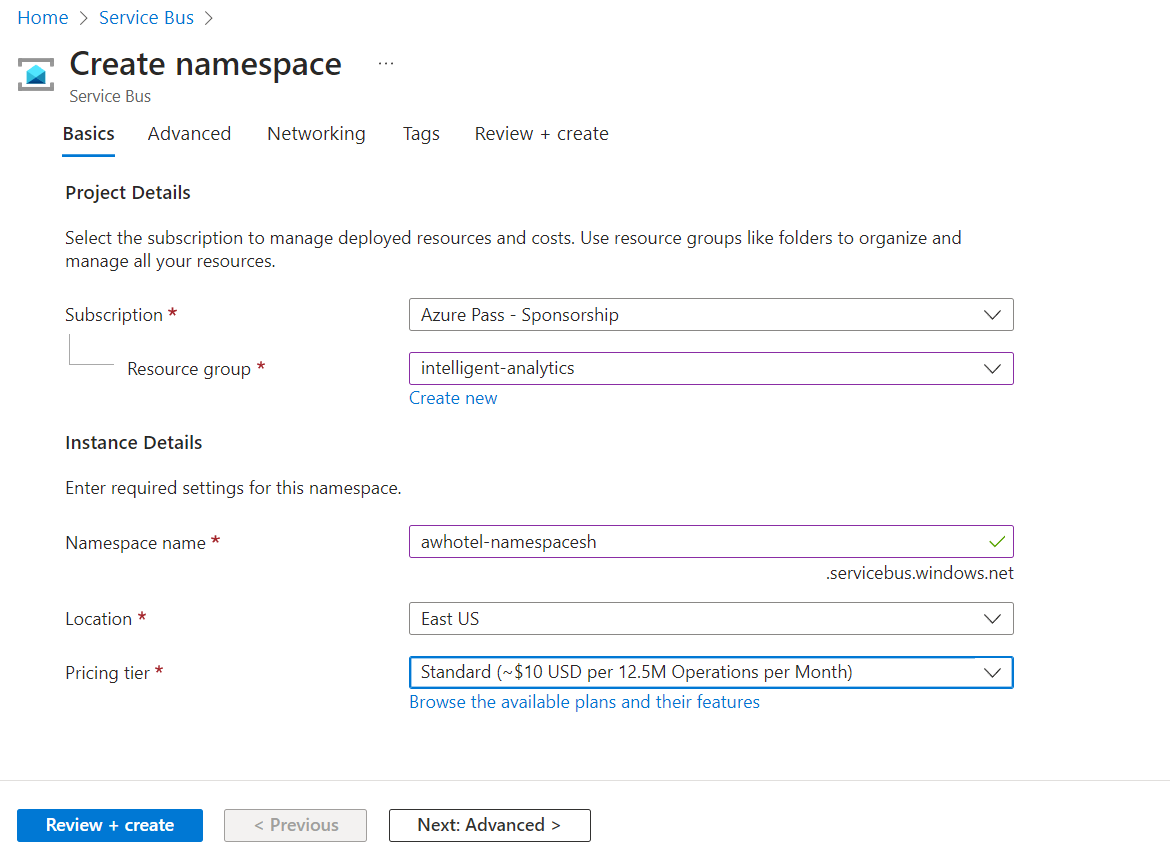 Home > Service Bus >
Create namespace ...
Service Bus
Basics Advanced Networking Tags Review + create
Project Details
Select the subscription to manage deployed resources and costs. Use resource groups like folders to organize and
manage all your resources.
Subscription * Azure Pass - Sponsorship
Resource group * intelligent-analytics
Create new
Instance Details
Enter required settings for this namespace.
Namespace name * awhotel-namespacesh
.servicebus.windows.net
Location * East US
Pricing tier * Standard (~$10 USD per 12.5M Operations per Month)
Browse the available plans and their features
Review + create < Previous Next: Advanced >